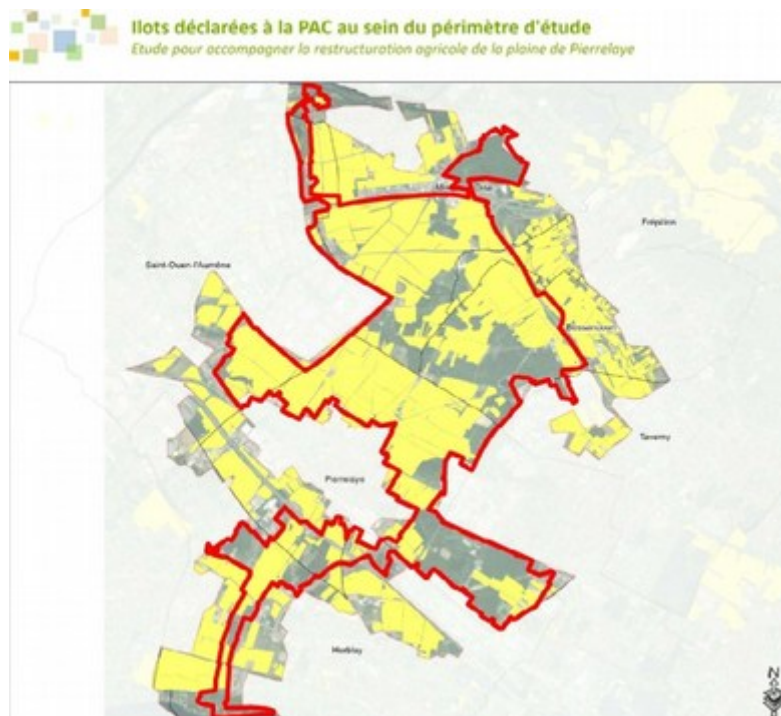 Ilots déclarées à la PAC au sein du périmètre d'étude
Etude pour accompagner la restructuration agricole de la plaine de Pierrelaye
Frépillon
Saint-Ouen-l'Aumône
Bessancourt
Taverny
Pierrelaye
Herblay